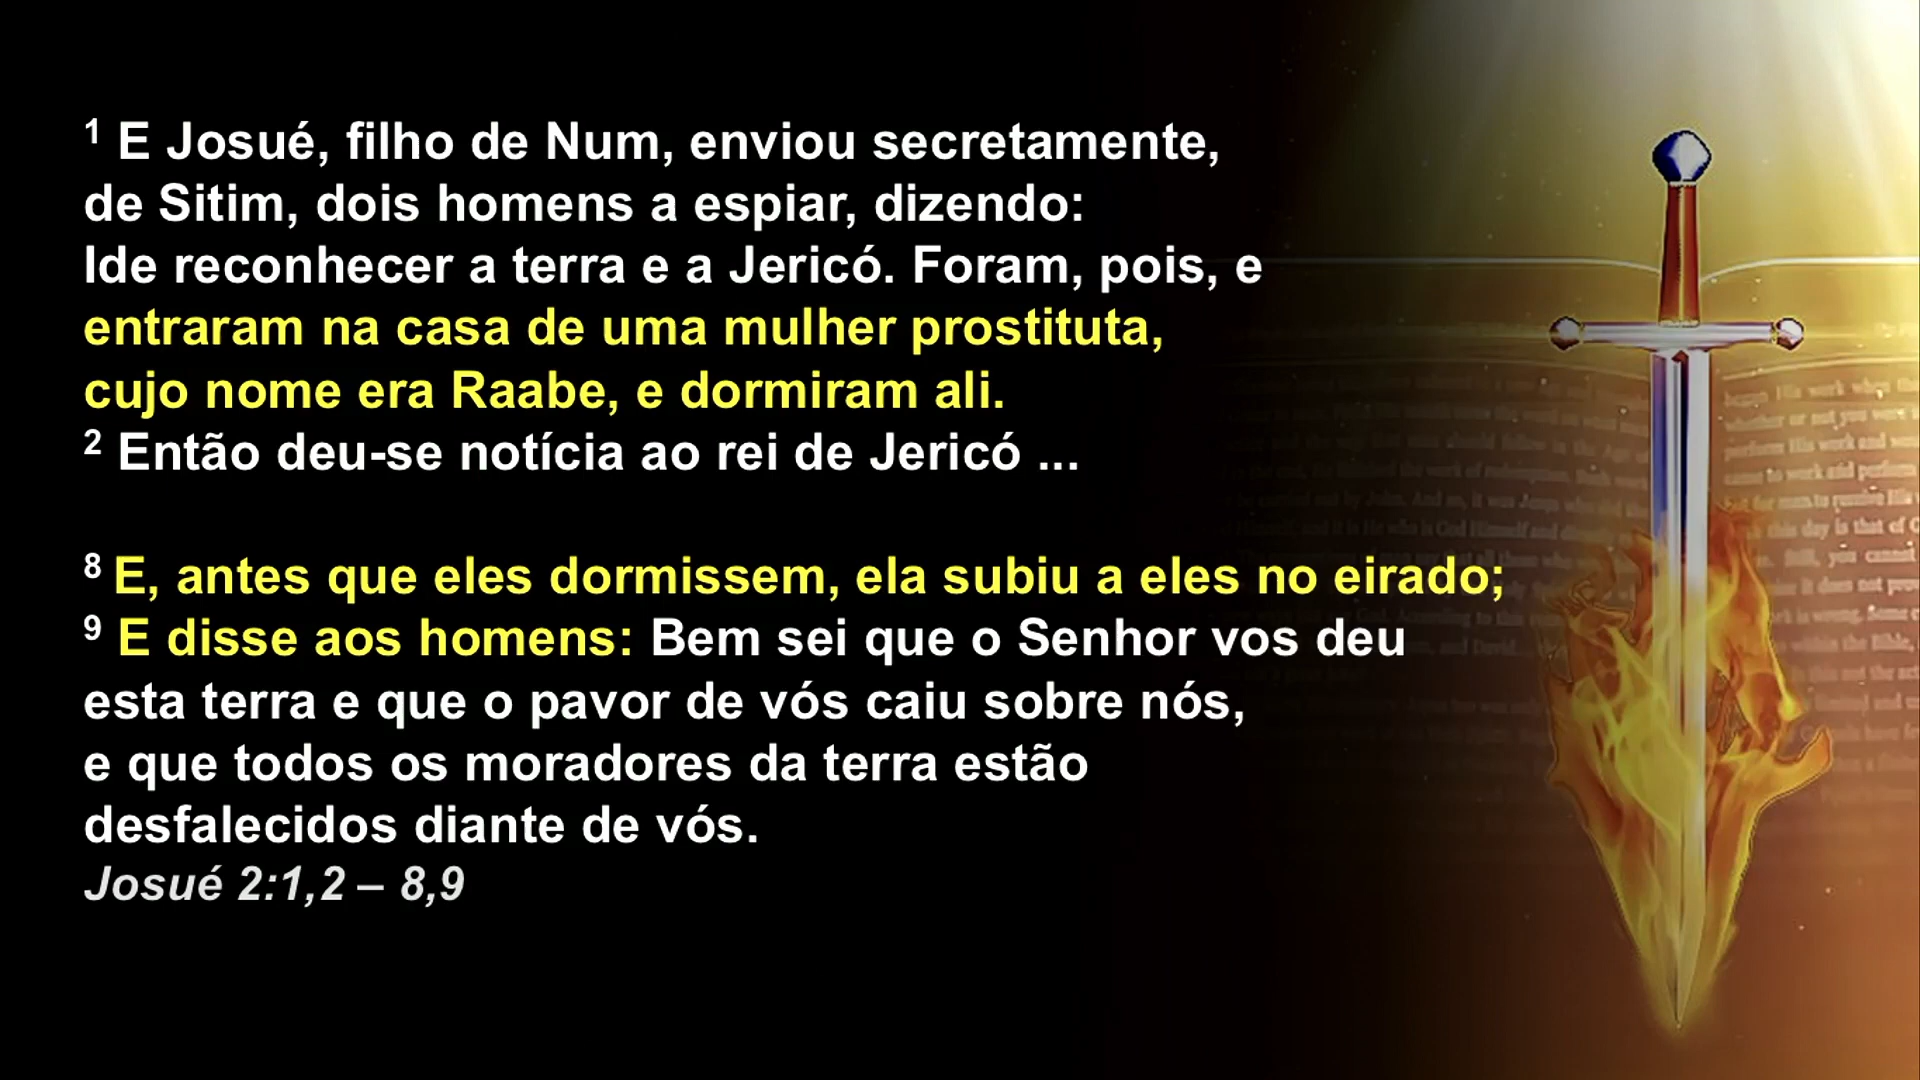 ¹ E Josué, filho de Num, enviou secretamente,
de Sitim, dois homens a espiar, dizendo:
Ide reconhecer a terra e a Jericó. Foram, pois, e
entraram na casa de uma mulher prostituta,
cujo nome era Raabe, e dormiram ali.
² Então deu-se notícia ao rei de Jericó ...
⁸ E, antes que eles dormissem, ela subiu a eles no eirado;
⁹ E disse aos homens: Bem sei que o Senhor vos deu
esta terra e que o pavor de vós caiu sobre nós,
e que todos os moradores da terra estão
desfalecidos diante de vós.
Josué 2:1,2 – 8,9